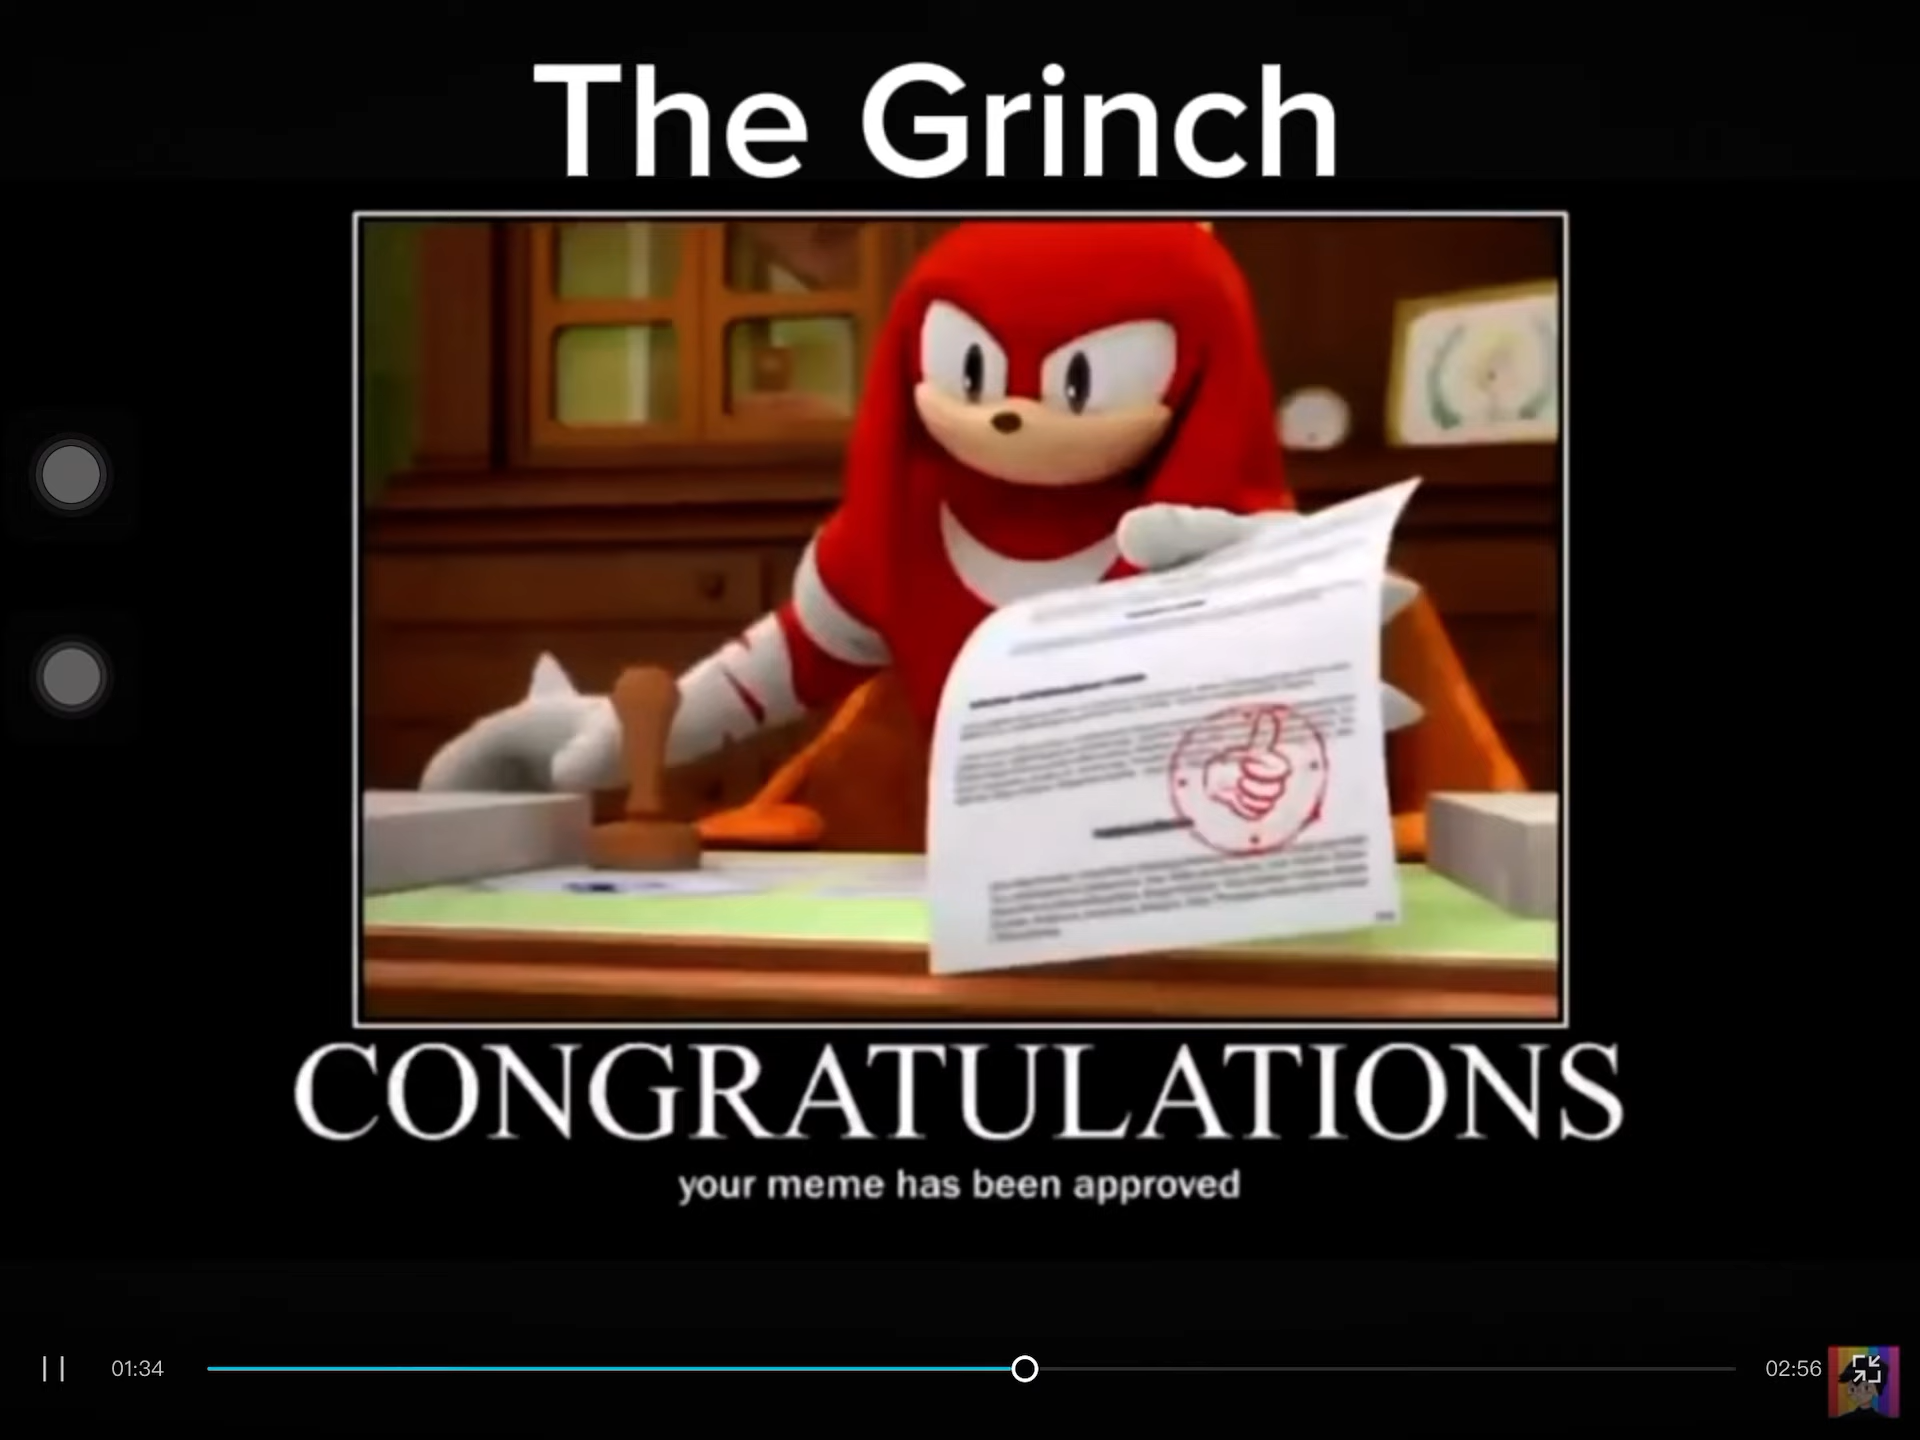 The Grinch
CONGRATULATIONS
your meme has been approved
01:34
02:56